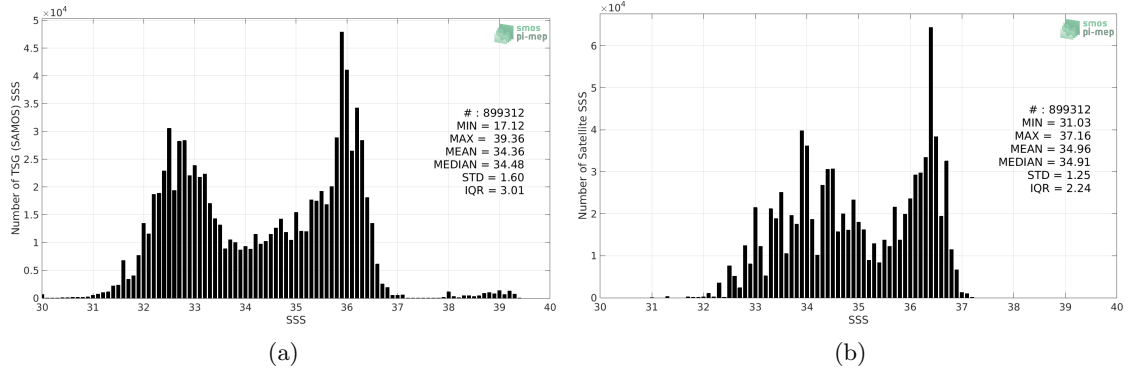 ×10⁴
5
4.5
4
3.5
3
2.5
2
1.5
1
0.5
0
30 31 32 33 34 35 36 37 38 39 40
SSS
Number of TSG (SAMOS) SSS
smos
pi-mep
# : 899312
MIN = 17.12
MAX = 39.36
MEAN = 34.36
MEDIAN = 34.48
STD = 1.60
IQR = 3.01
(a)
×10⁴
6
5
4
3
2
1
0
30 31 32 33 34 35 36 37 38 39 40
SSS
Number of Satellite SSS
smos
pi-mep
# : 899312
MIN = 31.03
MAX = 37.16
MEAN = 34.96
MEDIAN = 34.91
STD = 1.25
IQR = 2.24
(b)